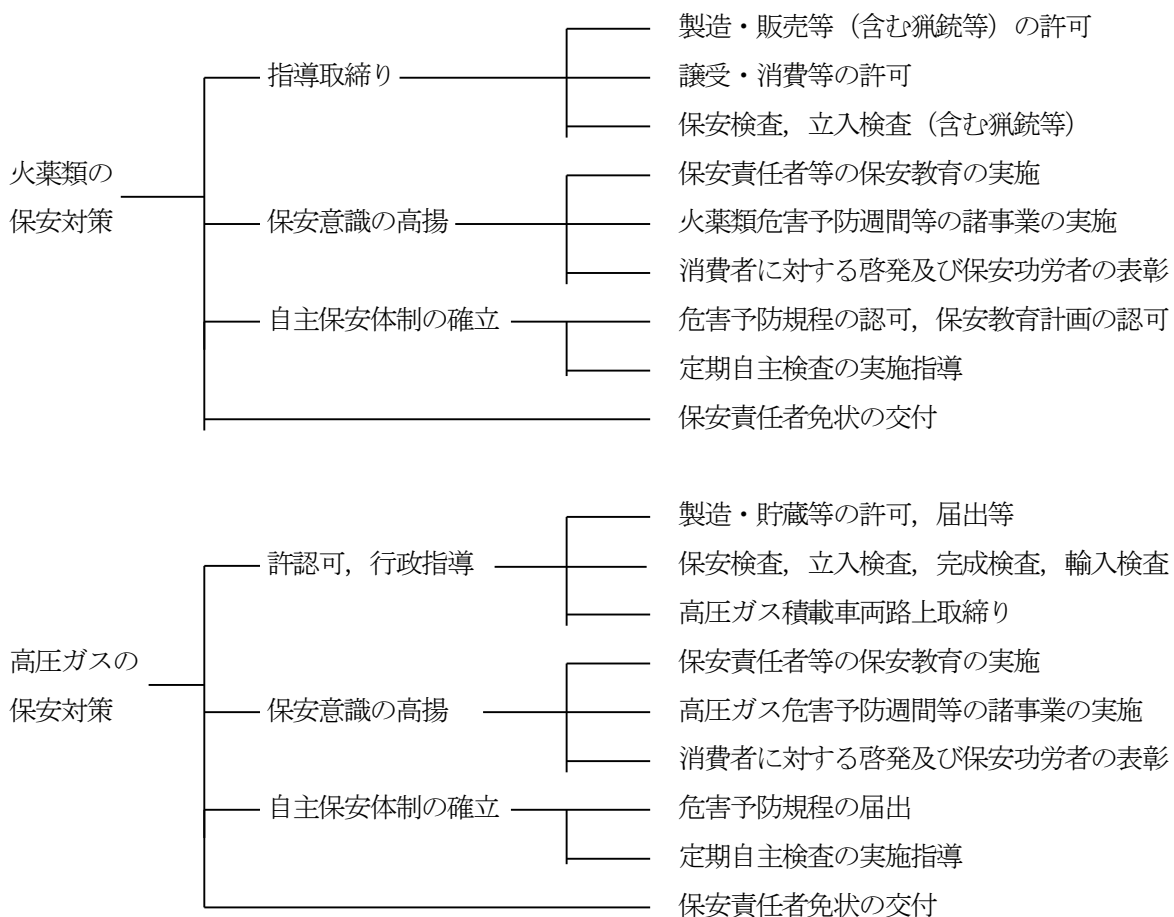 製造・販売等（含む猟銃等）の許可
指導取締り
譲受・消費等の許可
保安検査，立入検査（含む猟銃等）
火薬類の
保安対策
保安責任者等の保安教育の実施
保安意識の高揚
火薬類危害予防週間等の諸事業の実施
消費者に対する啓発及び保安功労者の表彰
自主保安体制の確立
危害予防規程の認可，保安教育計画の認可
定期自主検査の実施指導
保安責任者免状の交付
製造・貯蔵等の許可，届出等
許認可，行政指導
保安検査，立入検査，完成検査，輸入検査
高圧ガス積載車両路上取締り
高圧ガスの
保安対策
保安責任者等の保安教育の実施
保安意識の高揚
高圧ガス危害予防週間等の諸事業の実施
消費者に対する啓発及び保安功労者の表彰
自主保安体制の確立
危害予防規程の届出
定期自主検査の実施指導
保安責任者免状の交付